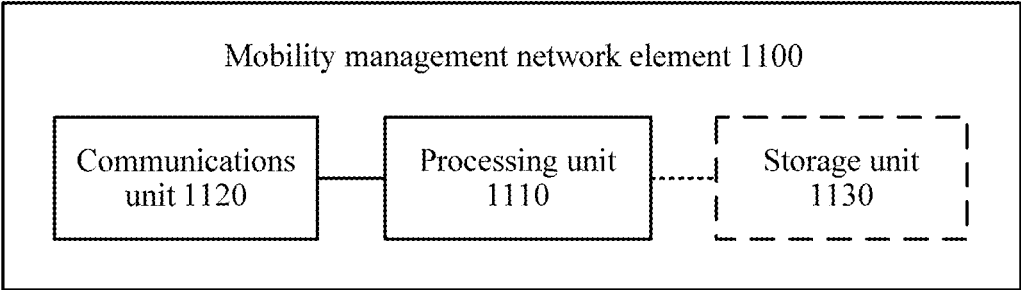 Mobility management network element 1100
Communications
unit 1120
Processing unit
1110
Storage unit
1130